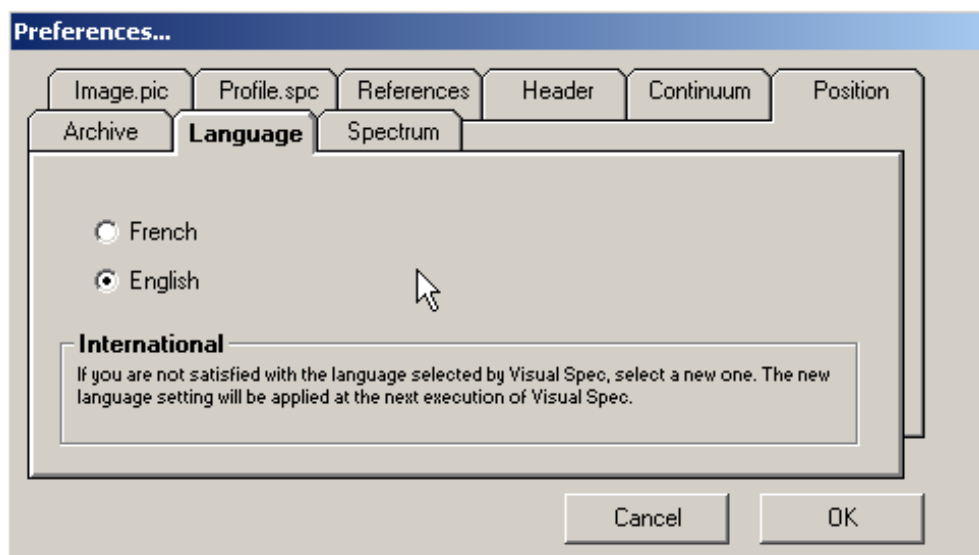 Preferences...
Image.pic Profile.spc References Header Continuum Position
Archive Language Spectrum
French
English
International
If you are not satisfied with the language selected by Visual Spec, select a new one. The new
language setting will be applied at the next execution of Visual Spec.
Cancel OK